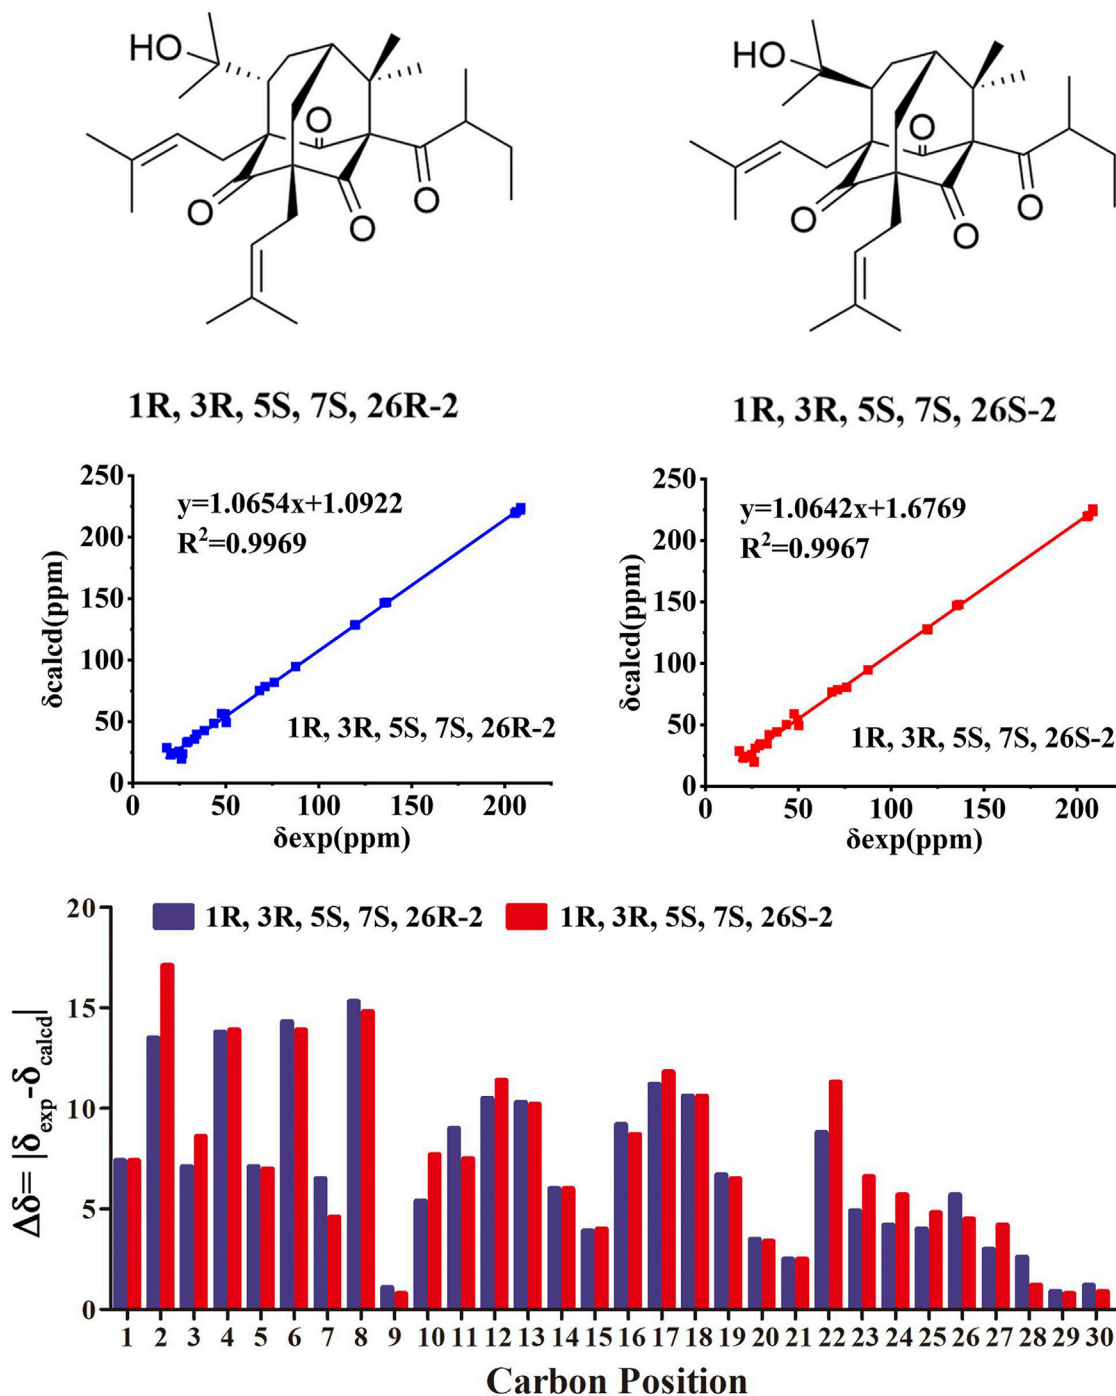 HO
O
O
O
O
HO
O
O
O
O
1R, 3R, 5S, 7S, 26R-2
1R, 3R, 5S, 7S, 26S-2
250
200
150
100
50
0
δcalcd(ppm)
y=1.0654x+1.0922
R²=0.9969
1R, 3R, 5S, 7S, 26R-2
0 50 100 150 200
δexp(ppm)
250
200
150
100
50
0
δcalcd(ppm)
y=1.0642x+1.6769
R²=0.9967
1R, 3R, 5S, 7S, 26S-2
0 50 100 150 200
δexp(ppm)
20
15
10
5
0
Δδ= |δexp-δcalcd|
1R, 3R, 5S, 7S, 26R-2
1R, 3R, 5S, 7S, 26S-2
1 2 3 4 5 6 7 8 9 10 11 12 13 14 15 16 17 18 19 20 21 22 23 24 25 26 27 28 29 30
Carbon Position